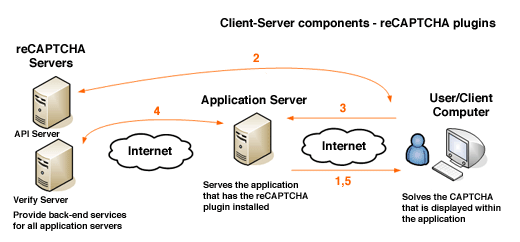 Client-Server components - reCAPTCHA plugins
reCAPTCHA
Servers
2
API Server
4
Application Server
3
User/Client
Computer
Internet
Internet
Verify Server
1,5
Provide back-end services
for all application servers
Serves the application
that has the reCAPTCHA
plugin installed
Solves the CAPTCHA
that is displayed within
the application